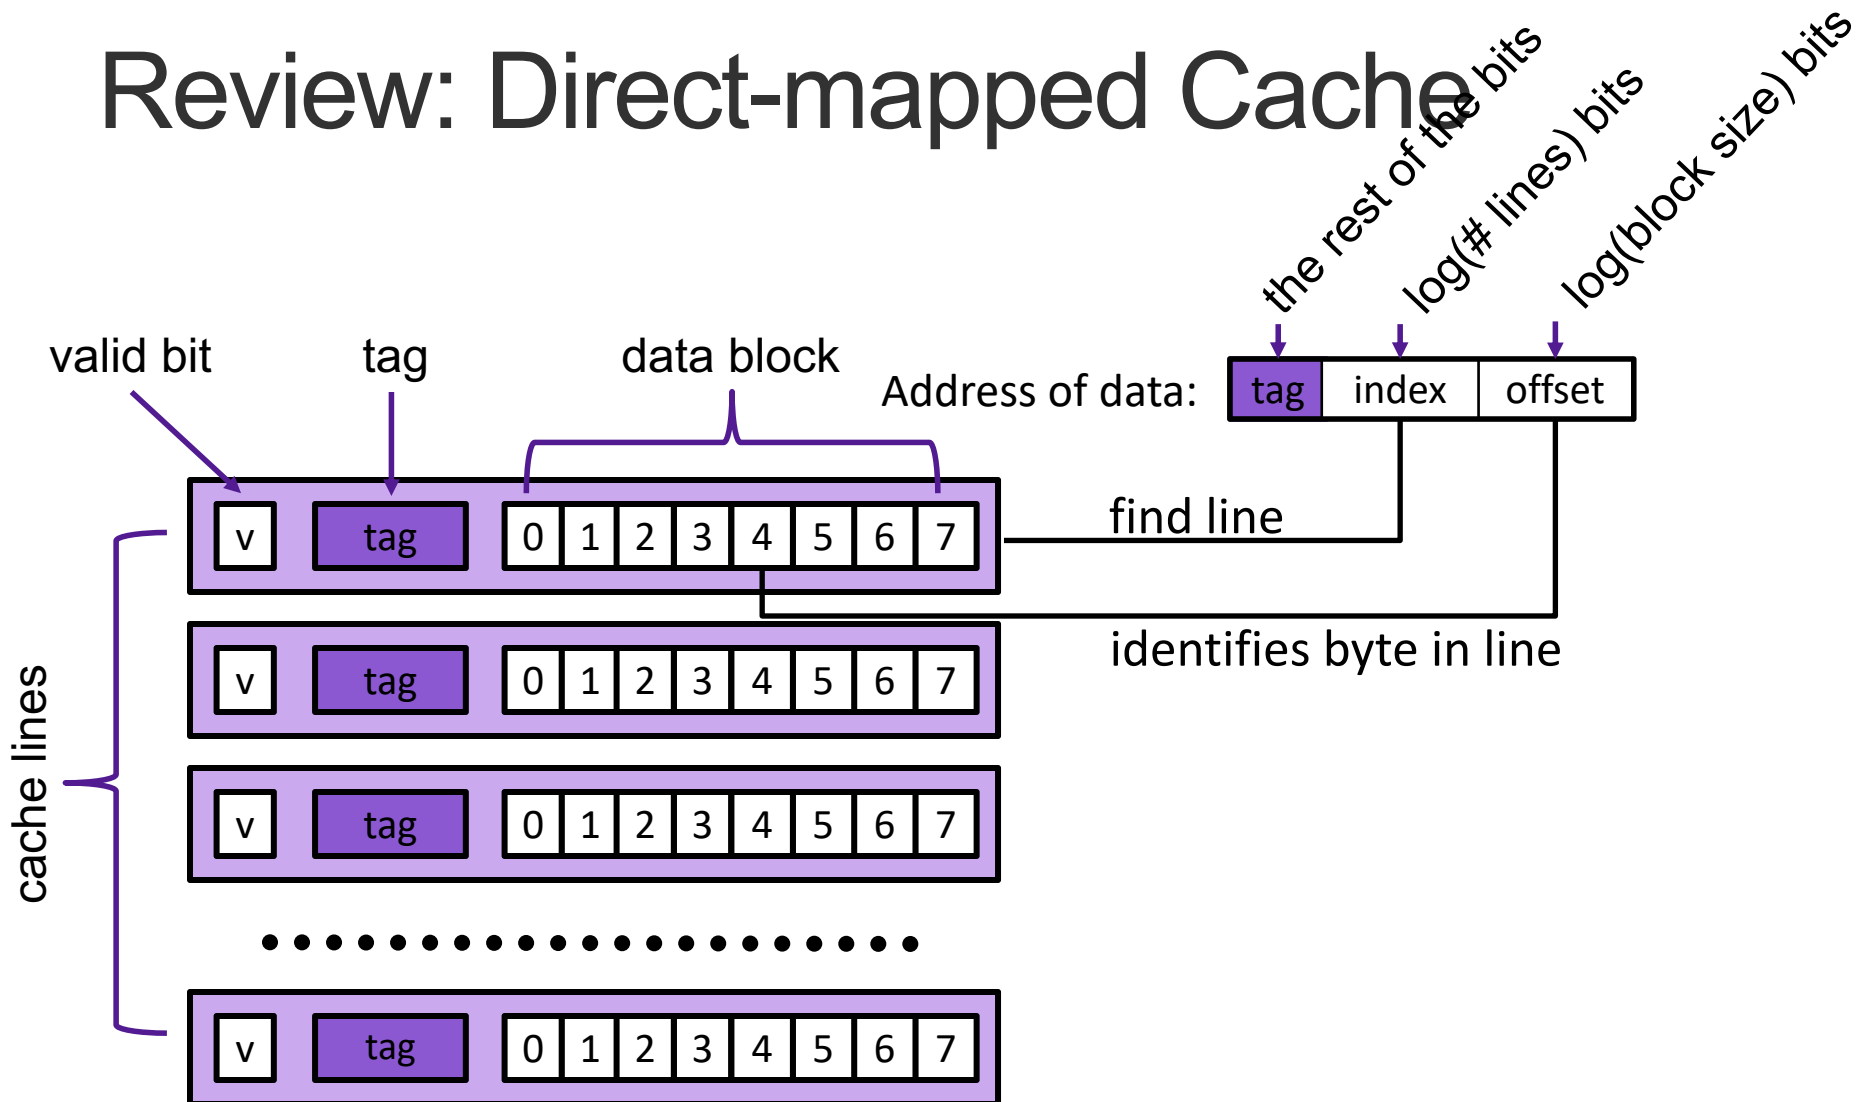 Review: Direct-mapped Cache
the rest of the bits
log(# lines) bits
log(block size) bits
valid bit
tag
data block
Address of data:
tag index offset
v tag 0 1 2 3 4 5 6 7
find line
identifies byte in line
v tag 0 1 2 3 4 5 6 7
cache lines
v tag 0 1 2 3 4 5 6 7
v tag 0 1 2 3 4 5 6 7